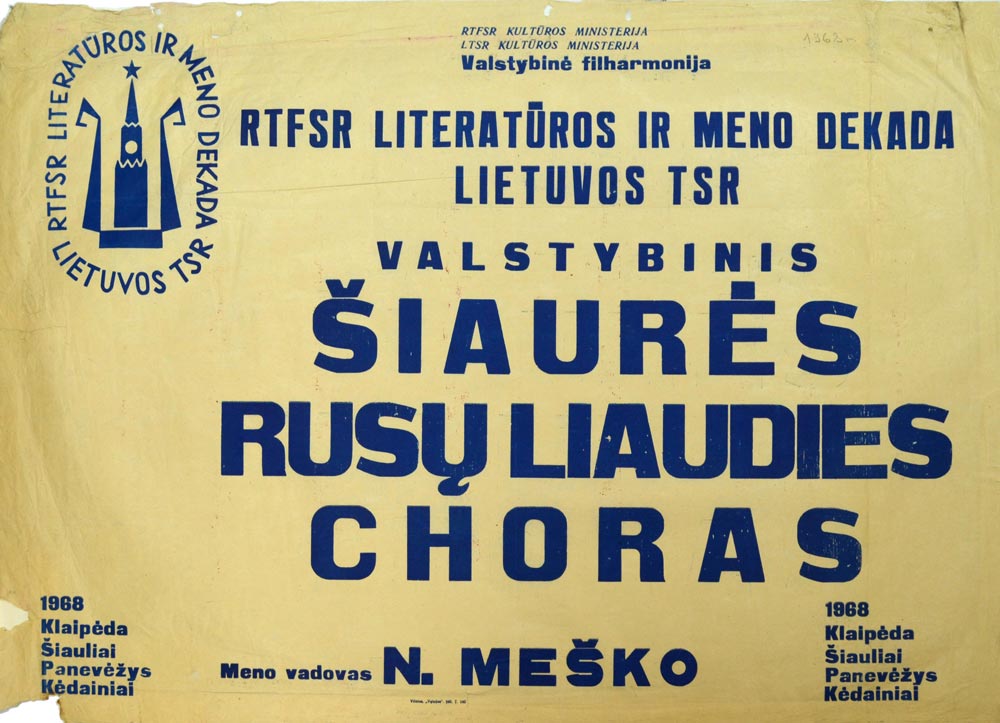 RTFSR LITERATŪROS IR MENO DEKADA
LIETUVOS TSR
RTFSR KULTŪROS MINISTERIJA
LTSR KULTŪROS MINISTERIJA
Valstybinė filharmonija
RTFSR LITERATŪROS IR MENO DEKADA
LIETUVOS TSR
VALSTYBINIS
ŠIAURĖS
RUSŲ LIAUDIES
CHORAS
1968
Klaipėda
Šiauliai
Panevėžys
Kėdainiai
Meno vadovas N. MEŠKO
1968
Klaipėda
Šiauliai
Panevėžys
Kėdainiai